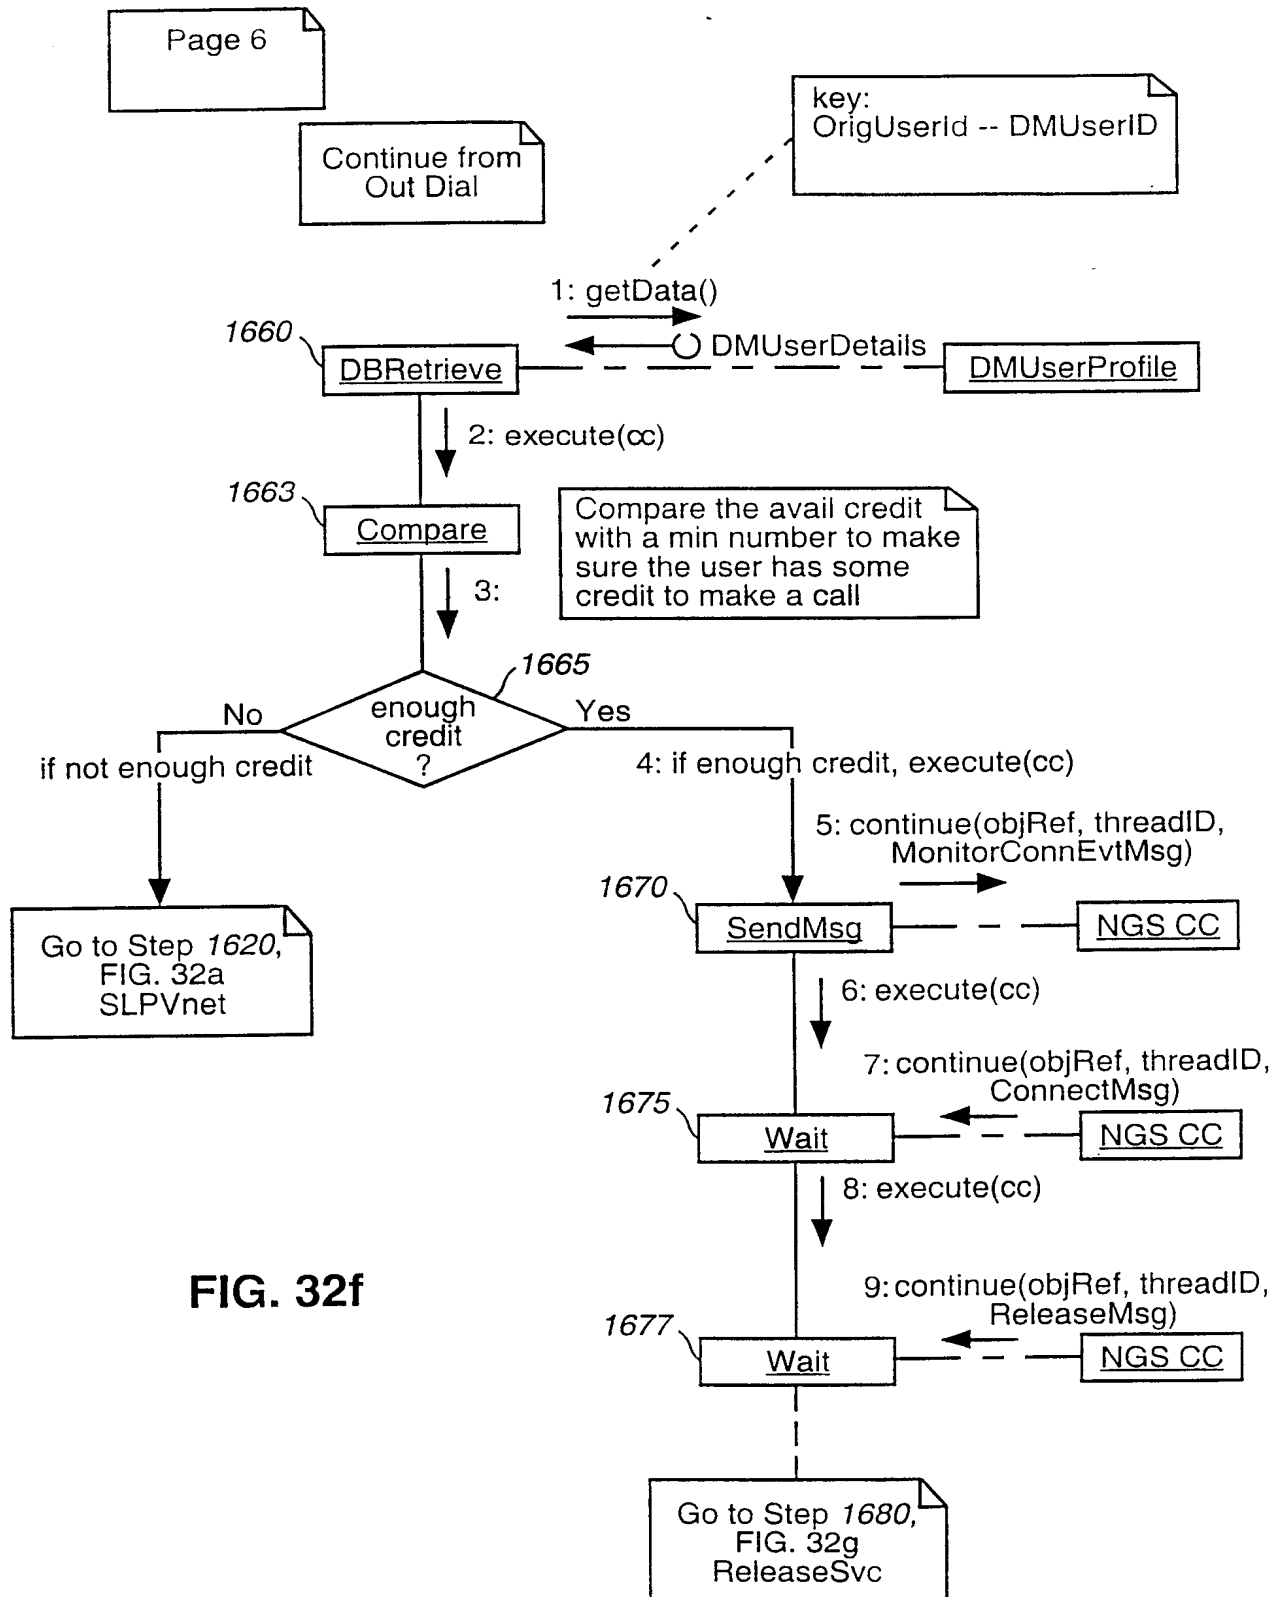 Page 6
key:
OrigUserId -- DMUserID
Continue from
Out Dial
1: getData()
1660
DMUserDetails
DBRetrieve
DMUserProfile
2: execute(cc)
1663
Compare
Compare the avail credit
with a min number to make
sure the user has some
credit to make a call
3:
1665
No
enough
credit
?
Yes
if not enough credit
4: if enough credit, execute(cc)
5: continue(objRef, threadID,
MonitorConnEvtMsg)
1670
SendMsg
NGS CC
Go to Step 1620,
FIG. 32a
SLPVnet
6: execute(cc)
7: continue(objRef, threadID,
ConnectMsg)
1675
Wait
NGS CC
8: execute(cc)
FIG. 32f
9: continue(objRef, threadID,
ReleaseMsg)
1677
Wait
NGS CC
Go to Step 1680,
FIG. 32g
ReleaseSvc